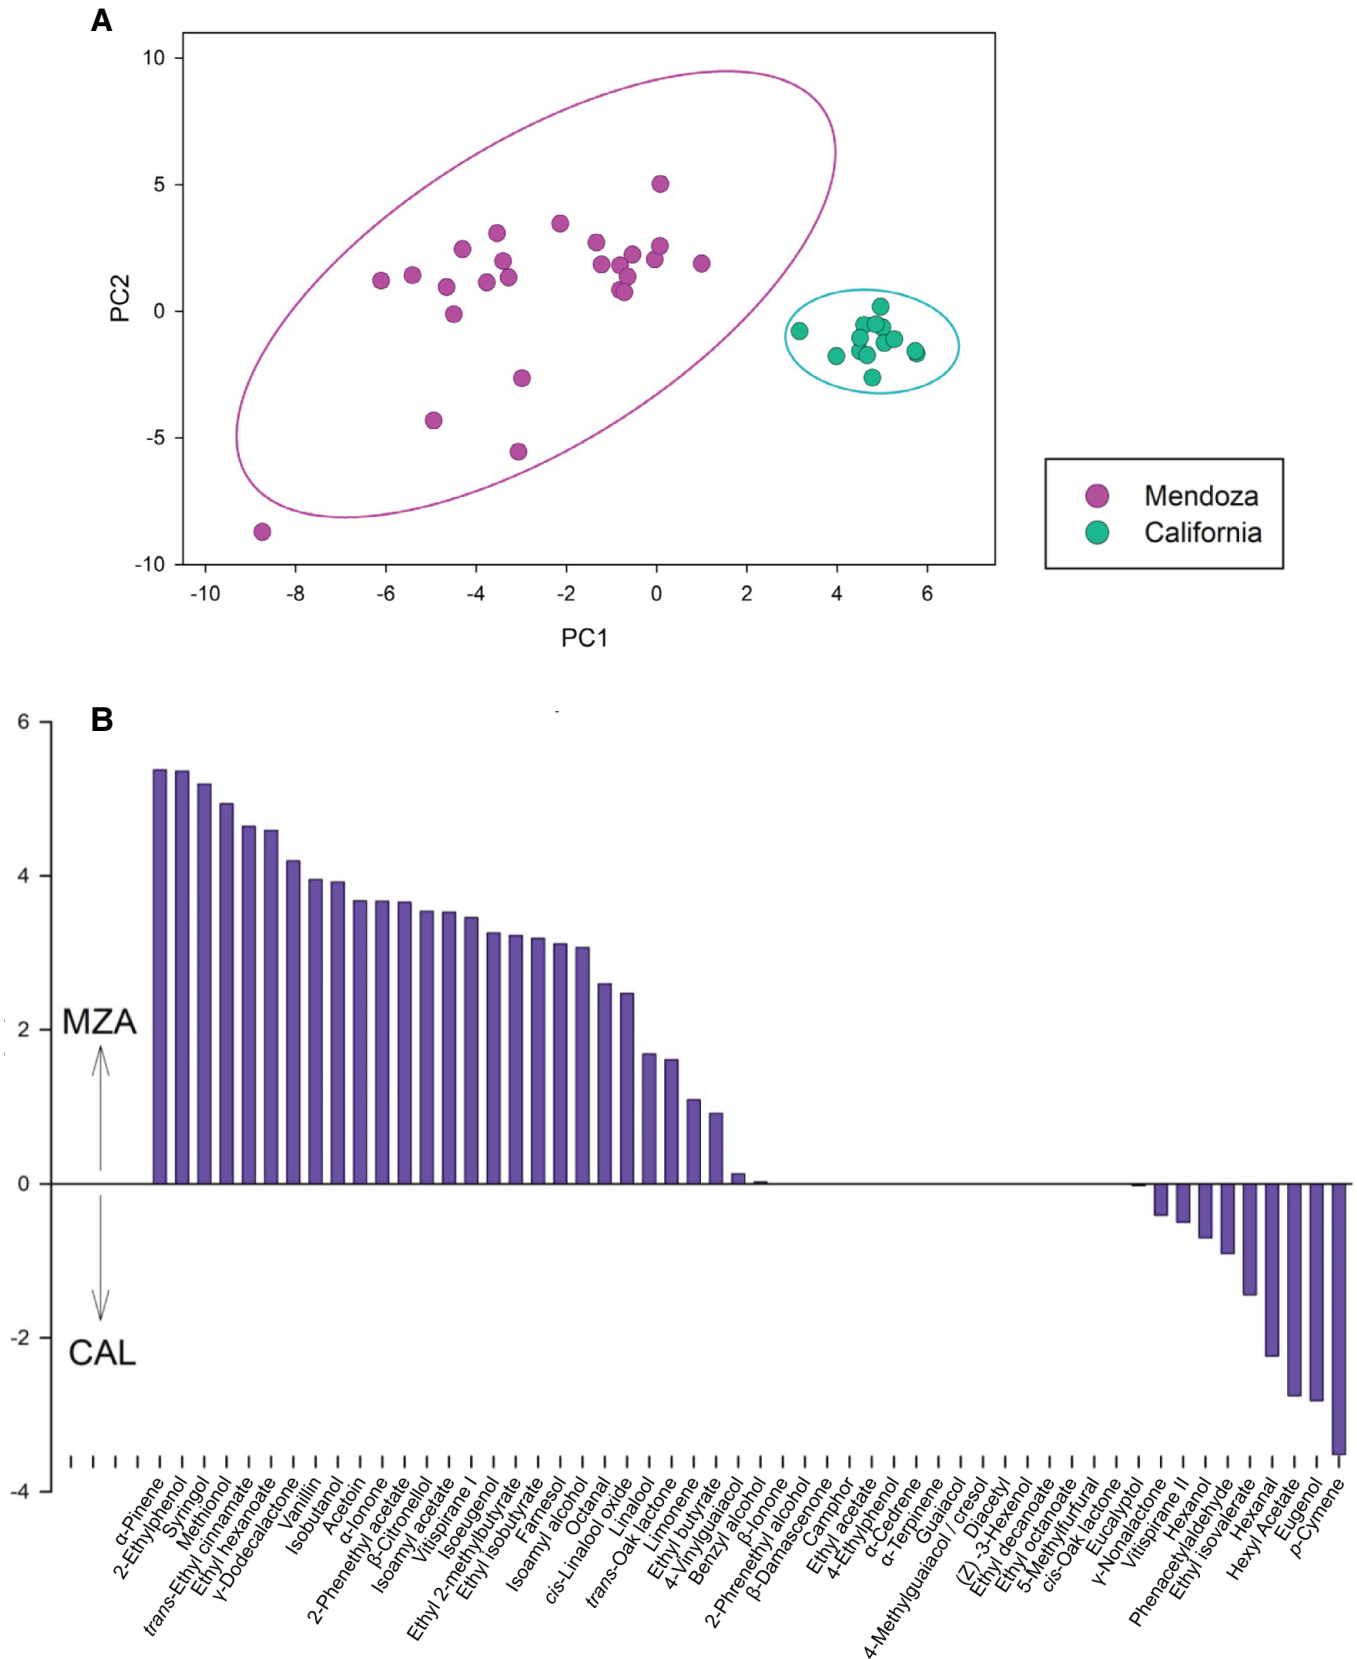 A
10
5
0
-5
-10
PC2
-10 -8 -6 -4 -2 0 2 4 6
PC1
Mendoza
California
B
6
4
2
0
-2
-4
MZA
CAL
α-Pinene
2-Ethylphenol
Syringol
Methionol
trans-Ethyl cinnamate
Ethyl hexanoate
γ-Dodecalactone
Vanillin
Isobutanol
Acetoin
α-Ionone
2-Phenethyl acetate
β-Citronellol
Isoamyl acetate
Vitispirane I
Isoeugenol
Ethyl 2-methylbutyrate
Ethyl Isobutyrate
Farnesol
Isoamyl alcohol
Octanal
cis-Linalool oxide
Linalool
trans-Oak lactone
Limonene
Ethyl butyrate
4-Vinylguaiacol
Benzyl alcohol
β-Ionone
2-Phrenethyl alcohol
β-Damascenone
Camphor
Ethyl acetate
4-Ethylphenol
α-Cedrene
α-Terpinene
Guaiacol
4-Methylguaiacol / cresol
Diacetyl
(Z) -3-Hexenol
Ethyl decanoate
Ethyl octanoate
5-Methylfurfural
cis-Oak lactone
Eucalyptol
γ-Nonalactone
Vitispirane II
Hexanol
Phenacetylaldehyde
Ethyl isovalerate
Hexanal
Hexyl Acetate
Eugenol
ρ-Cymene